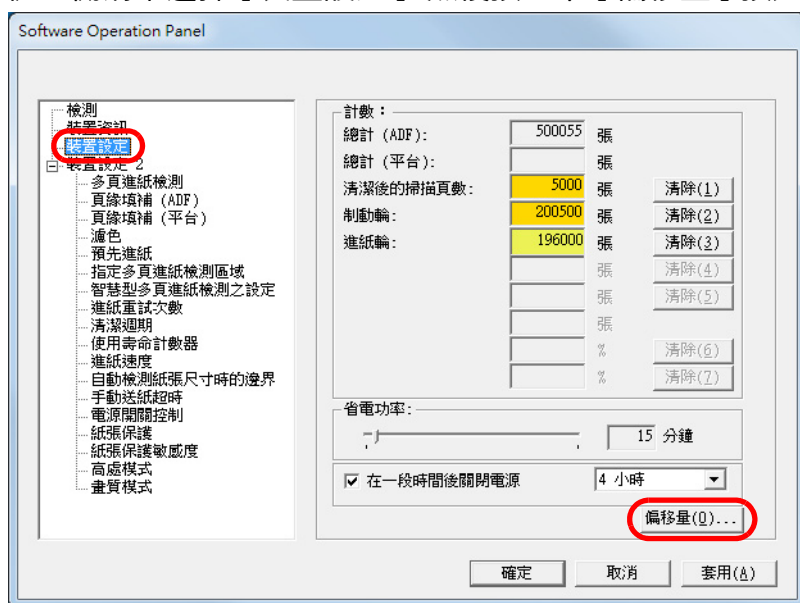 Software Operation Panel
檢測
裝置資訊
裝置設定
裝置設定 2
多頁進紙檢測
頁緣填補 (ADF)
頁緣填補 (平台)
濾色
預先進紙
指定多頁進紙檢測區域
智慧型多頁進紙檢測之設定
進紙重試次數
清潔週期
使用壽命計數器
進紙速度
自動檢測紙張尺寸時的邊界
手動送紙超時
電源開關控制
紙張保護
紙張保護敏感度
高處模式
畫質模式
計數：
總計 (ADF): 500055 張
總計 (平台): 張
清潔後的掃描頁數: 5000 張 清除(1)
制動輪: 200500 張 清除(2)
進紙輪: 196000 張 清除(3)
張 清除(4)
張 清除(5)
張
% 清除(6)
% 清除(7)
省電功率:
15 分鐘
在一段時間後關閉電源 4 小時
偏移量(O)...
確定 取消 套用(A)